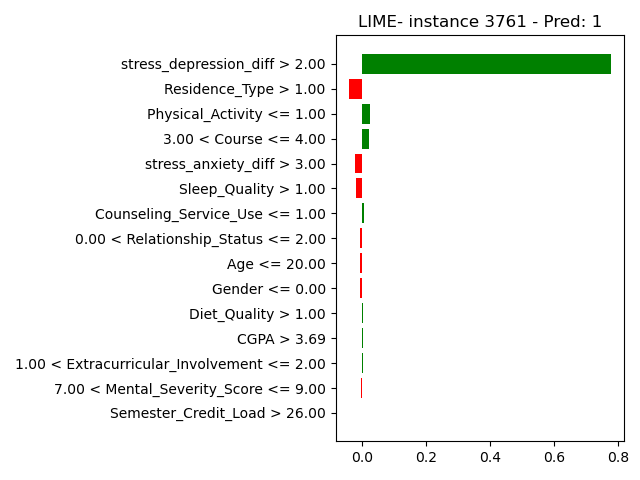 LIME- instance 3761 - Pred: 1
stress_depression_diff > 2.00
Residence_Type > 1.00
Physical_Activity <= 1.00
3.00 < Course <= 4.00
stress_anxiety_diff > 3.00
Sleep_Quality > 1.00
Counseling_Service_Use <= 1.00
0.00 < Relationship_Status <= 2.00
Age <= 20.00
Gender <= 0.00
Diet_Quality > 1.00
CGPA > 3.69
1.00 < Extracurricular_Involvement <= 2.00
7.00 < Mental_Severity_Score <= 9.00
Semester_Credit_Load > 26.00
0.0 0.2 0.4 0.6 0.8